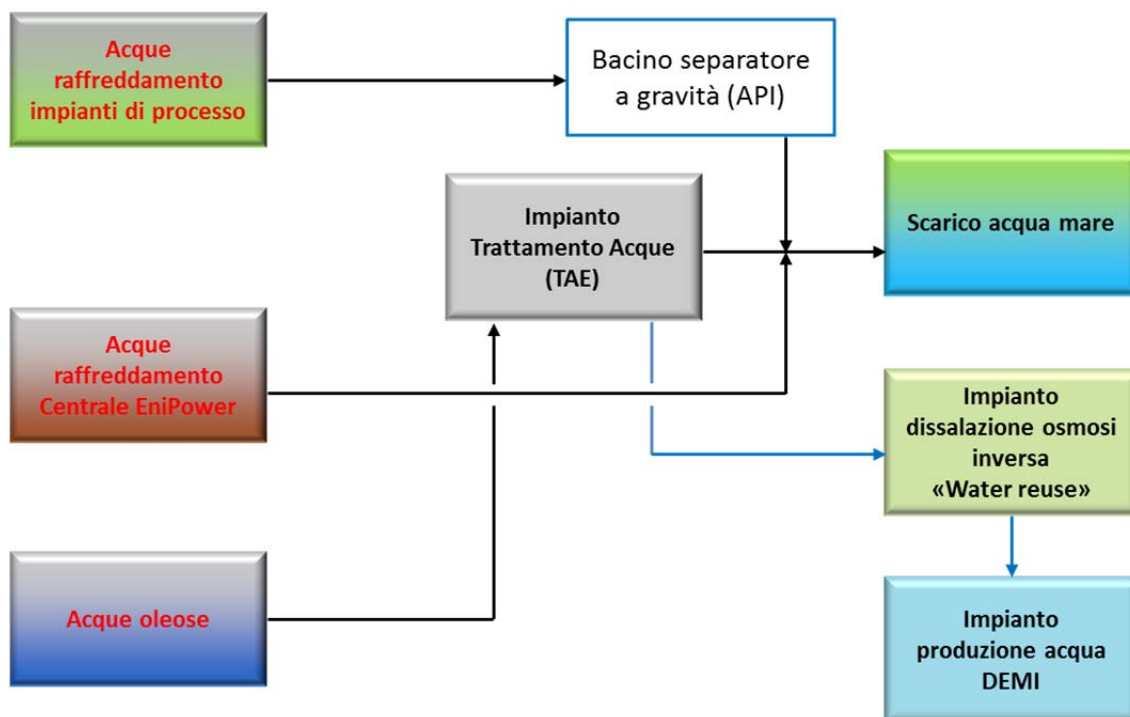 Acque
raffreddamento
impianti di processo
Bacino separatore
a gravità (API)
Impianto
Trattamento Acque
(TAE)
Scarico acqua mare
Acque
raffreddamento
Centrale EniPower
Impianto
dissalazione osmosi
inversa
«Water reuse»
Acque oleose
Impianto
produzione acqua
DEMI